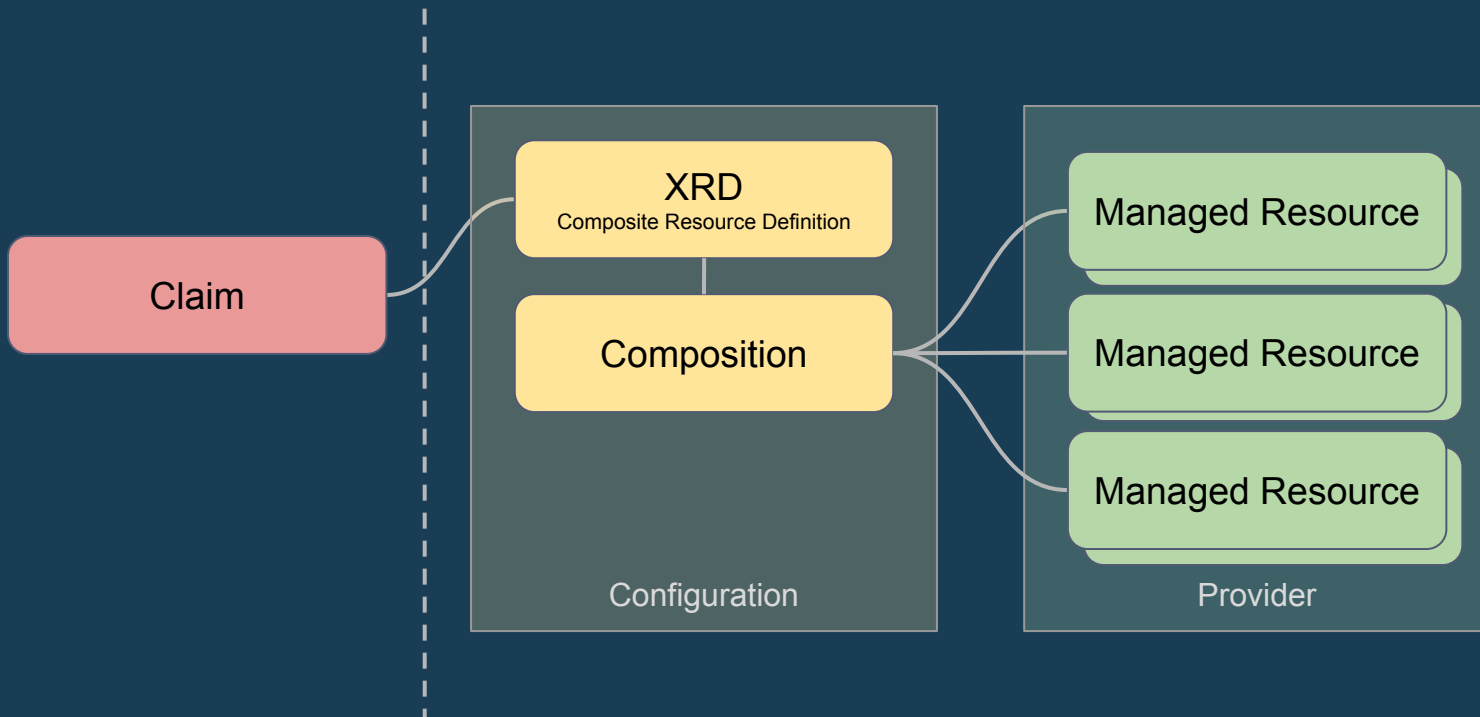 Claim
XRD
Composite Resource Definition
Composition
Configuration
Managed Resource
Managed Resource
Managed Resource
Provider